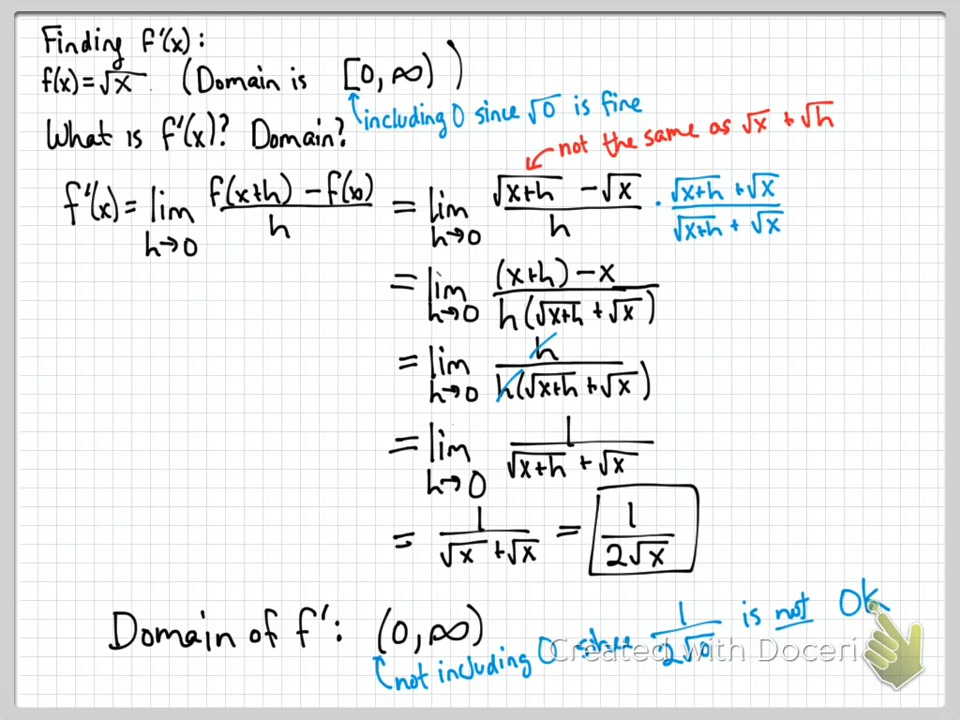 Finding f'(x):
f(x)=√x (Domain is [0,∞))
including 0 since √0 is fine
What is f'(x)? Domain?
not the same as √x + √h
f'(x) = lim h→0 (f(x+h) - f(x))/h = lim h→0 (√(x+h) - √x)/h · (√(x+h) + √x)/(√(x+h) + √x)
= lim h→0 ((x+h) - x)/(h(√(x+h) + √x))
= lim h→0 h/(h(√(x+h) + √x))
= lim h→0 1/(√(x+h) + √x)
= 1/(√x + √x) = 1/(2√x)
Domain of f': (0,∞)
not including 0 since 1/(2√0) is not Ok
Created with Doceri